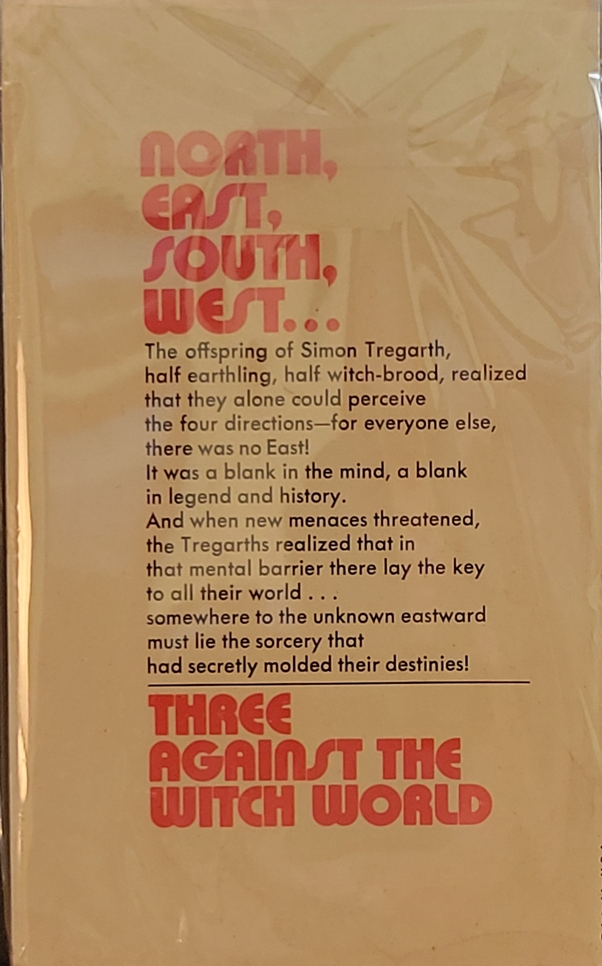 NORTH,
EAST,
SOUTH,
WEST...
The offspring of Simon Tregarth,
half earthling, half witch-brood, realized
that they alone could perceive
the four directions—for everyone else,
there was no East!
It was a blank in the mind, a blank
in legend and history.
And when new menaces threatened,
the Tregarths realized that in
that mental barrier there lay the key
to all their world . . .
somewhere to the unknown eastward
must lie the sorcery that
had secretly molded their destinies!
THREE
AGAINST THE
WITCH WORLD